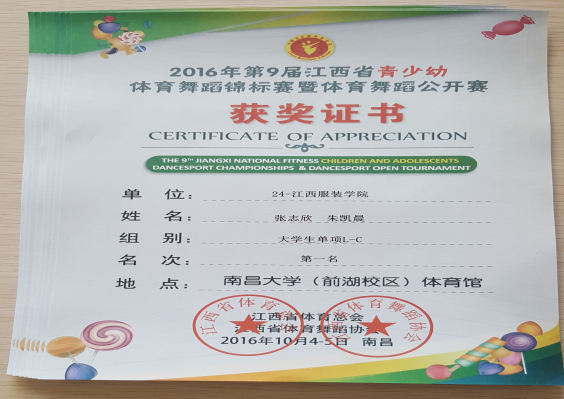 2016年第9届江西省青少幼
体育舞蹈锦标赛暨体育舞蹈公开赛
获奖证书
CERTIFICATE OF APPRECIATION
THE 9TH JIANGXI NATIONAL FITNESS CHILDREN AND ADOLESCENTS
DANCESPORT CHAMPIONSHIPS & DANCESPORT OPEN TOURNAMENT
单 位: 24-江西服装学院
姓 名: 张志欣 朱凯晨
组 别: 大学生单项L-C
名 次: 第一名
地 点: 南昌大学（前湖校区）体育馆
江西省体育总会
江西省体育舞蹈协会
2016年10月4-5日 南昌